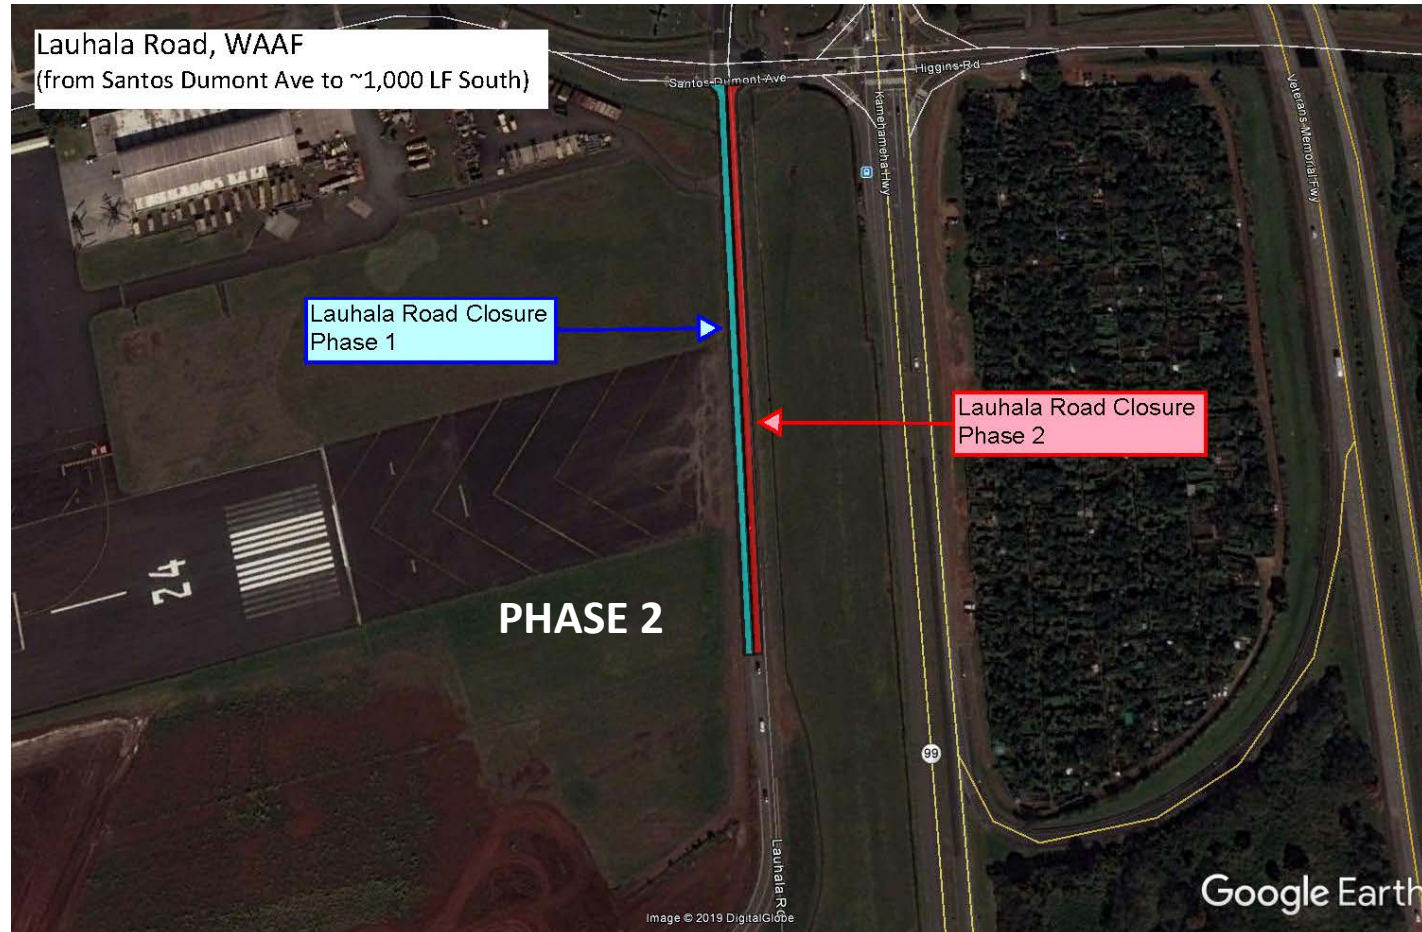 Lauhala Road, WAAF
(from Santos Dumont Ave to ~1,000 LF South)
Santos Dumont Ave
Higgins Rd
Kamehameha Hwy
Veterans Memorial Fwy
Lauhala Road Closure
Phase 1
Lauhala Road Closure
Phase 2
24
PHASE 2
99
Lauhala Rd
Google Earth
Image © 2019 DigitalGlobe